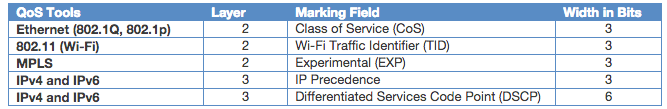 QoS Tools Layer Marking Field Width in Bits
Ethernet (802.1Q, 802.1p) 2 Class of Service (CoS) 3
802.11 (Wi-Fi) 2 Wi-Fi Traffic Identifier (TID) 3
MPLS 2 Experimental (EXP) 3
IPv4 and IPv6 3 IP Precedence 3
IPv4 and IPv6 3 Differentiated Services Code Point (DSCP) 6